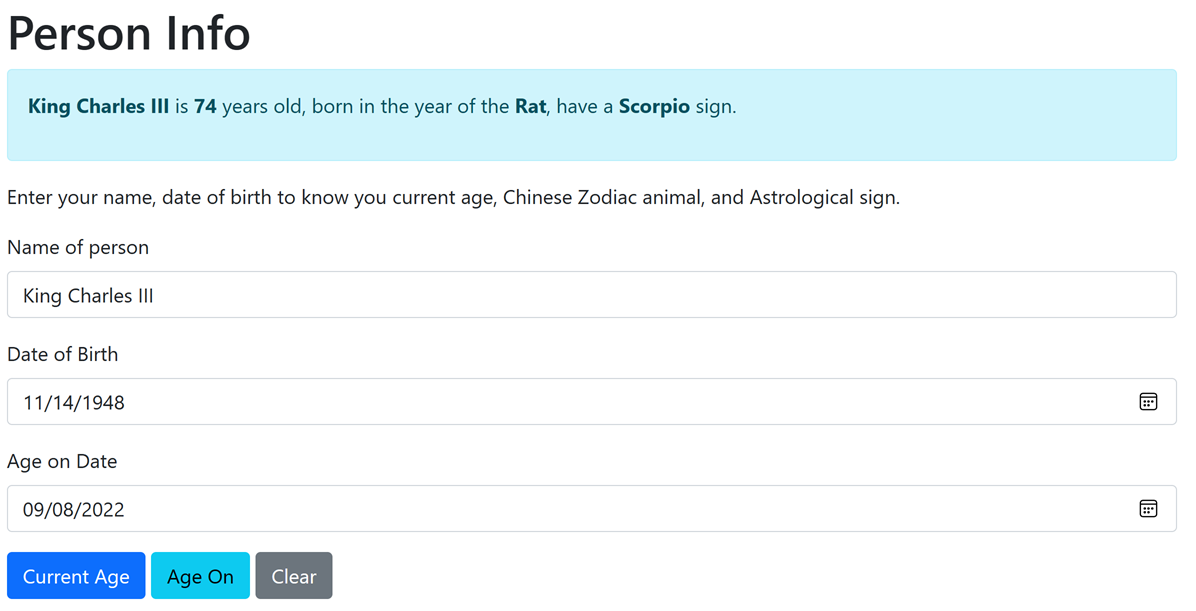 Person Info
King Charles III is 74 years old, born in the year of the Rat, have a Scorpio sign.
Enter your name, date of birth to know you current age, Chinese Zodiac animal, and Astrological sign.
Name of person
King Charles III
Date of Birth
11/14/1948
Age on Date
09/08/2022
Current Age Age On Clear